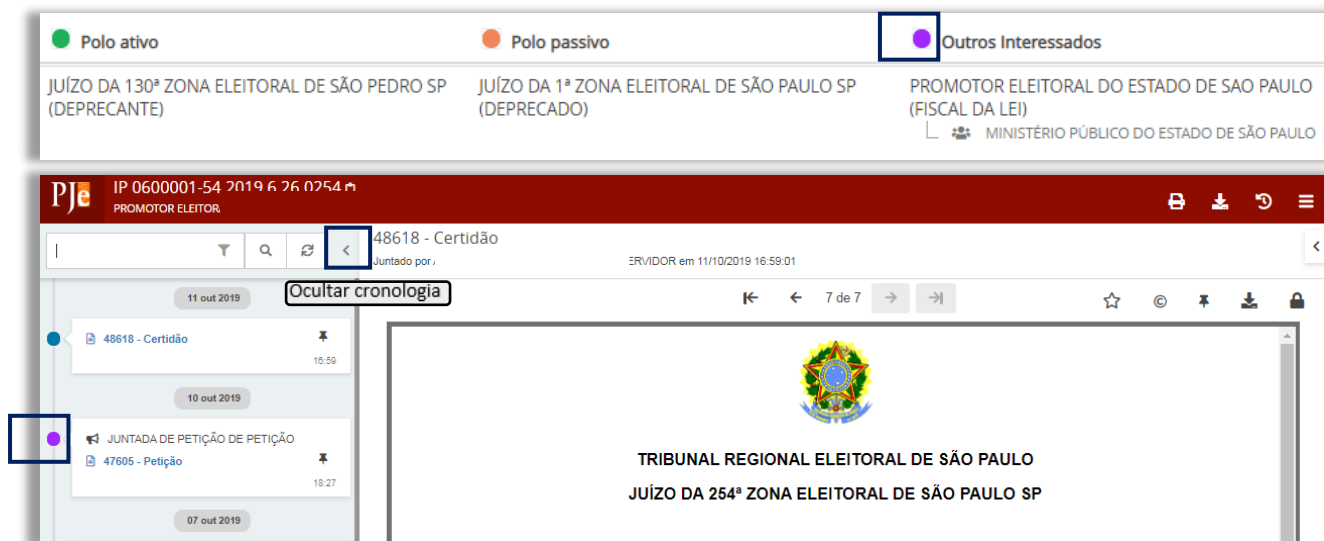 Polo ativo
Polo passivo
Outros Interessados
JUÍZO DA 130ª ZONA ELEITORAL DE SÃO PEDRO SP
(DEPRECANTE)
JUÍZO DA 1ª ZONA ELEITORAL DE SÃO PAULO SP
(DEPRECADO)
PROMOTOR ELEITORAL DO ESTADO DE SAO PAULO
(FISCAL DA LEI)
MINISTÉRIO PÚBLICO DO ESTADO DE SÃO PAULO
PJe
IP 0600001-54 2019 6 26 0254
PROMOTOR ELEITOR
48618 - Certidão
Juntado por
ERVIDOR em 11/10/2019 16:59:01
Ocultar cronologia
7 de 7
11 out 2019
48618 - Certidão
16:59
10 out 2019
JUNTADA DE PETIÇÃO DE PETIÇÃO
47605 - Petição
18:27
07 out 2019
TRIBUNAL REGIONAL ELEITORAL DE SÃO PAULO
JUÍZO DA 254ª ZONA ELEITORAL DE SÃO PAULO SP